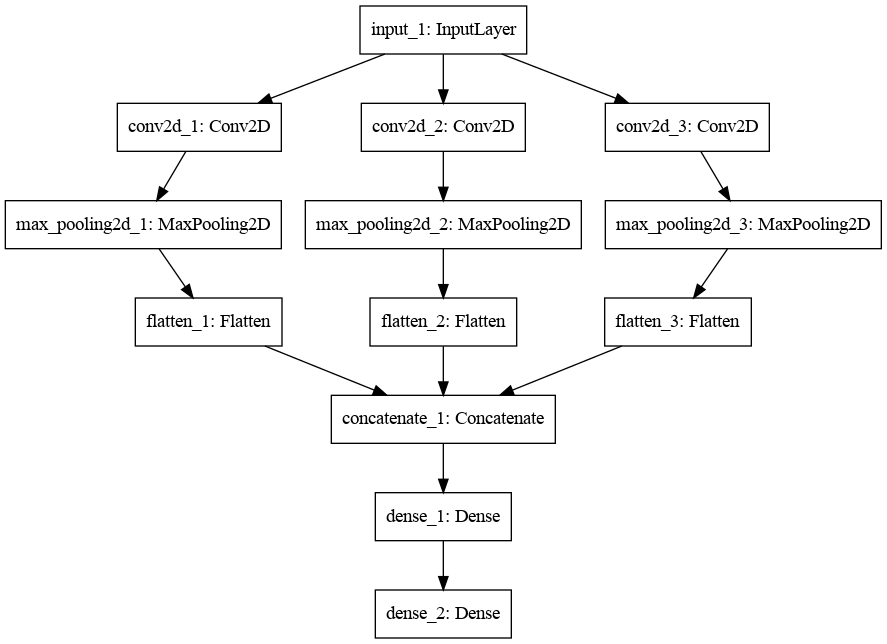 input_1: InputLayer
conv2d_1: Conv2D
conv2d_2: Conv2D
conv2d_3: Conv2D
max_pooling2d_1: MaxPooling2D
max_pooling2d_2: MaxPooling2D
max_pooling2d_3: MaxPooling2D
flatten_1: Flatten
flatten_2: Flatten
flatten_3: Flatten
concatenate_1: Concatenate
dense_1: Dense
dense_2: Dense